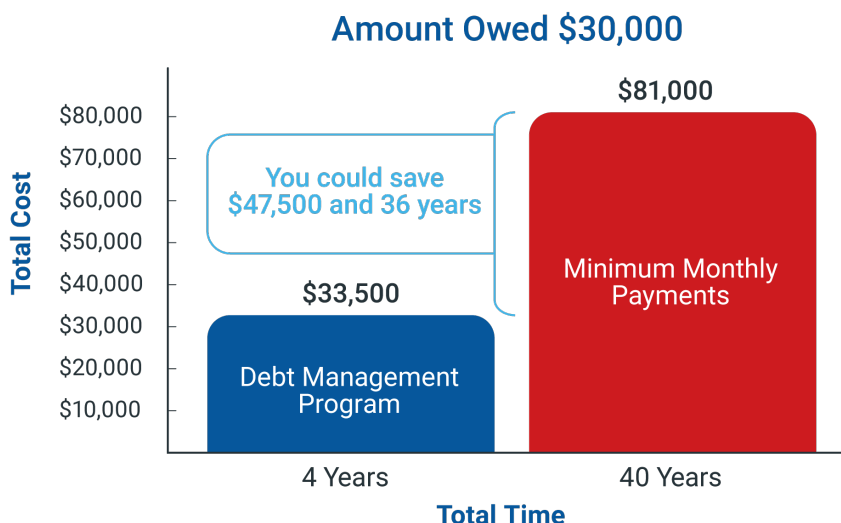 Amount Owed $30,000
Total Cost
$80,000
$70,000
$60,000
$50,000
$40,000
$30,000
$20,000
$10,000
You could save
$47,500 and 36 years
$33,500
Debt Management
Program
$81,000
Minimum Monthly
Payments
4 Years
40 Years
Total Time